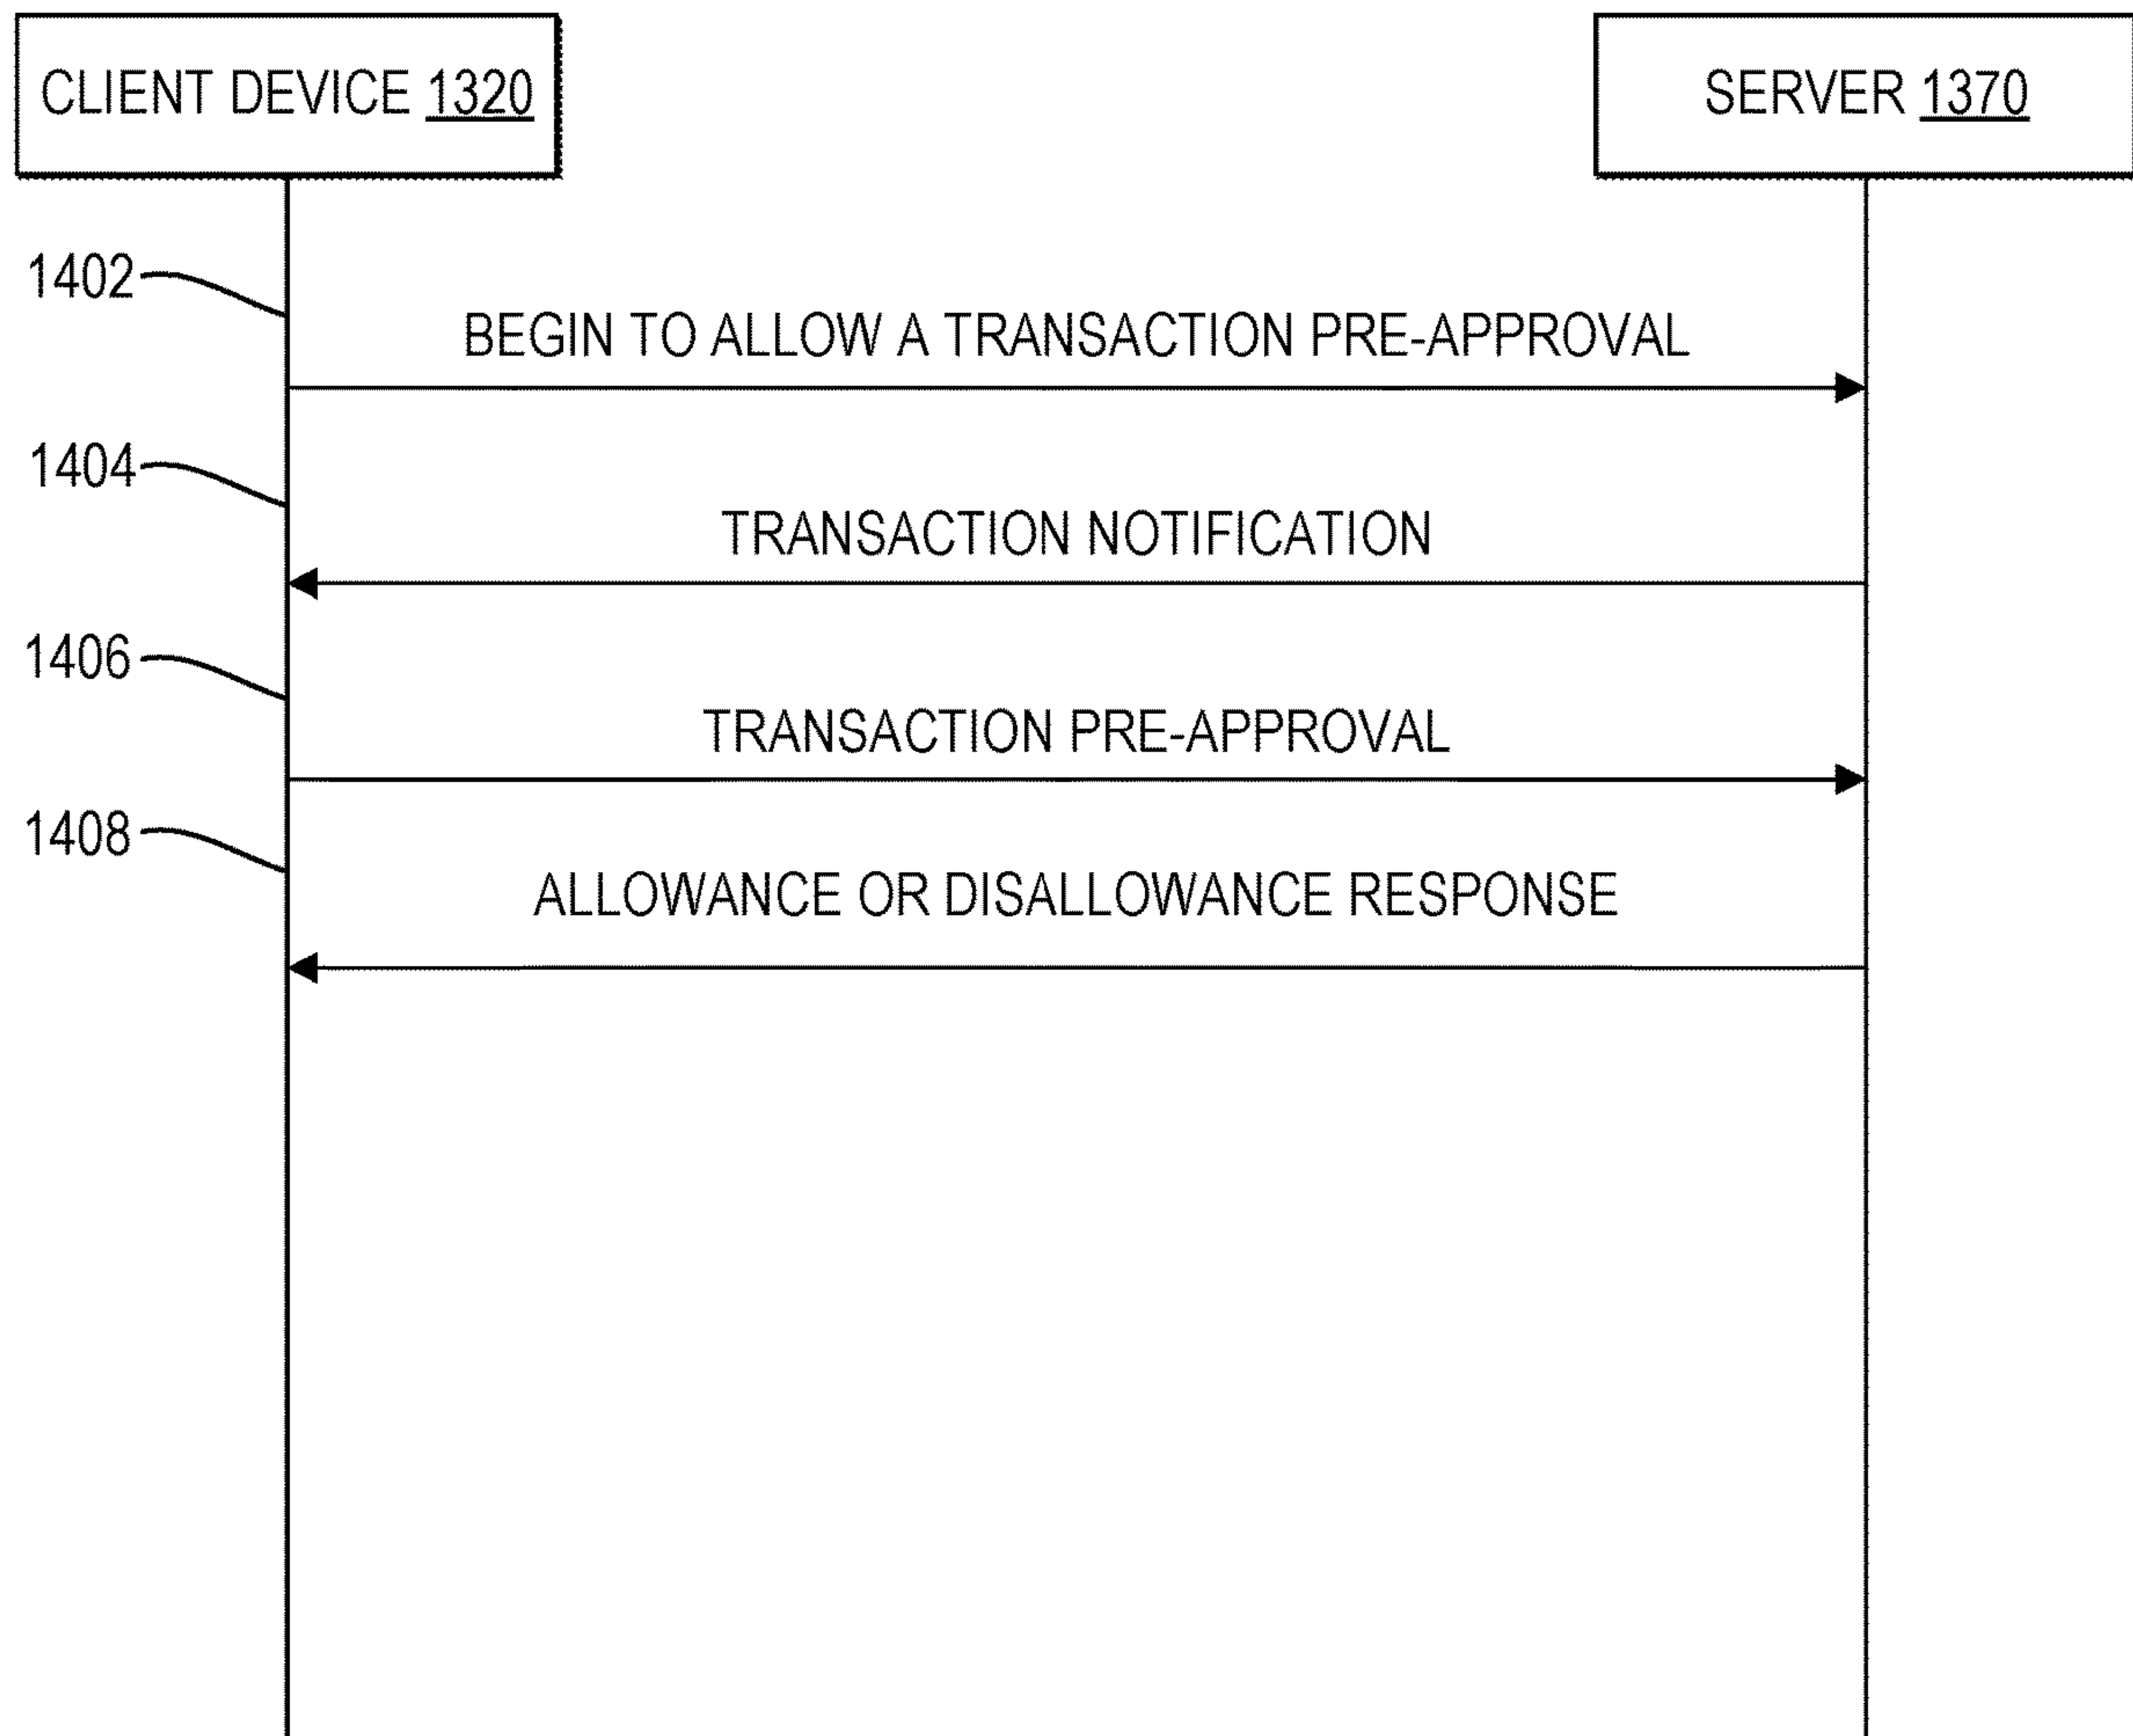 CLIENT DEVICE 1320
SERVER 1370
1402
BEGIN TO ALLOW A TRANSACTION PRE-APPROVAL
1404
TRANSACTION NOTIFICATION
1406
TRANSACTION PRE-APPROVAL
1408
ALLOWANCE OR DISALLOWANCE RESPONSE